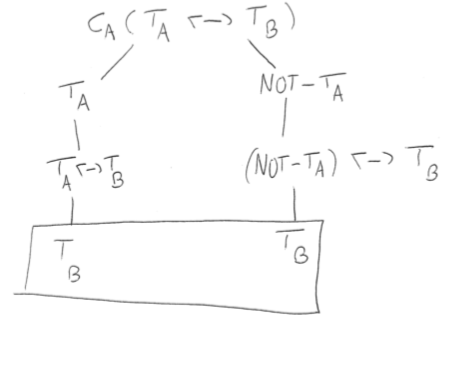 C_A ( T_A <-> T_B )
T_A NOT-T_A
T_A <-> T_B (NOT-T_A) <-> T_B
T_B T_B